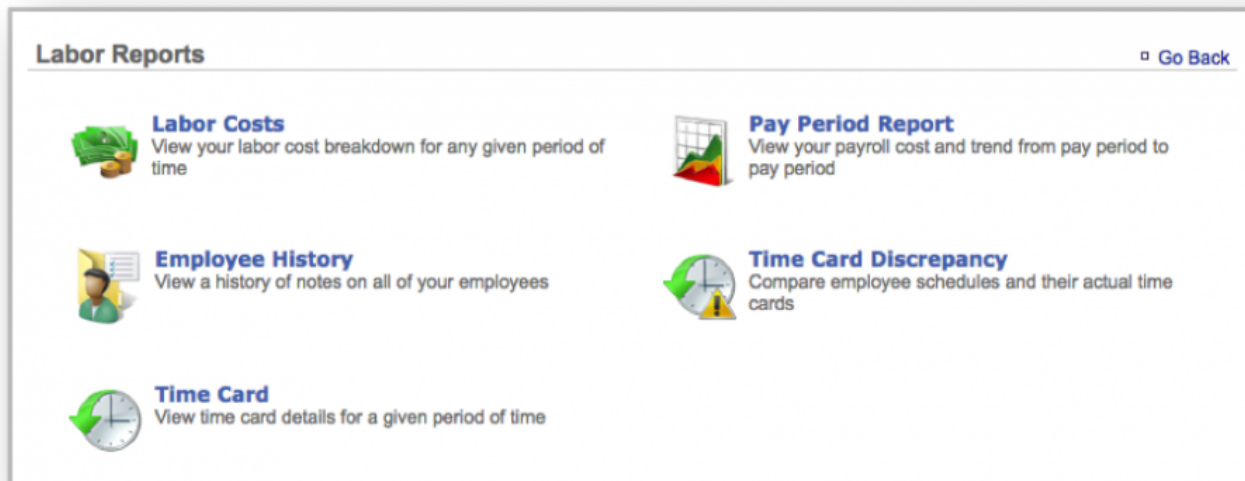 Labor Reports
Go Back
Labor Costs
View your labor cost breakdown for any given period of
time
Pay Period Report
View your payroll cost and trend from pay period to
pay period
Employee History
View a history of notes on all of your employees
Time Card Discrepancy
Compare employee schedules and their actual time
cards
Time Card
View time card details for a given period of time